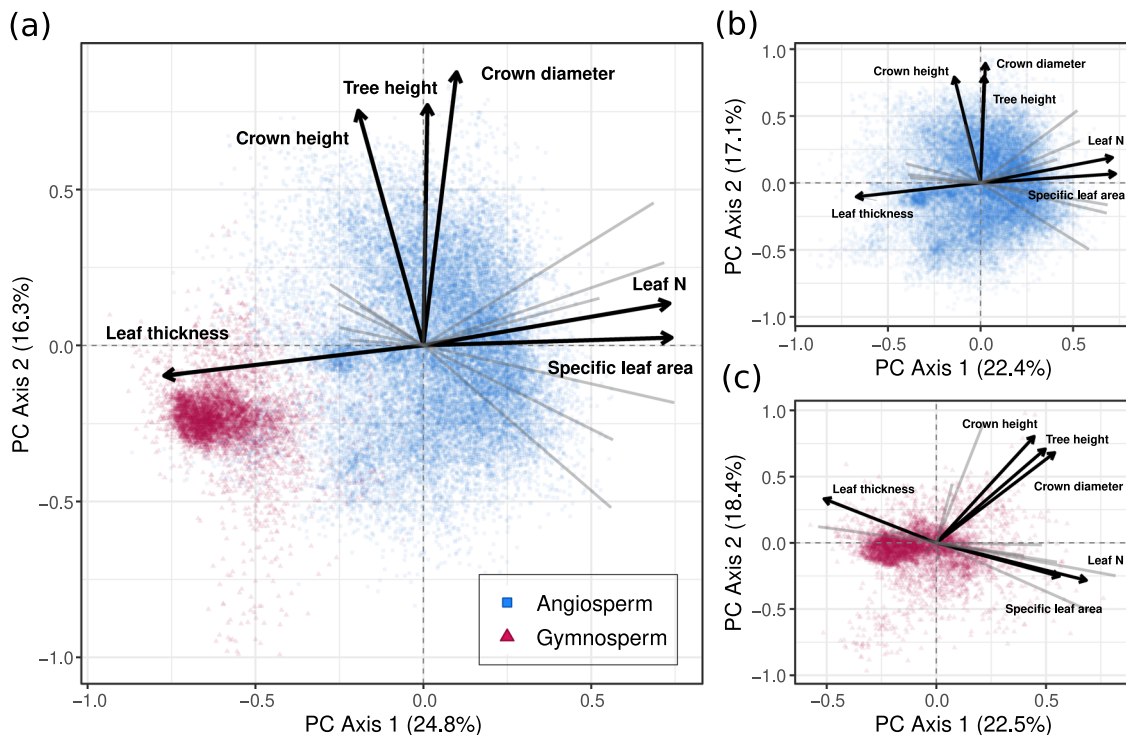 (a)
Crown diameter
Tree height
Crown height
Leaf N
Leaf thickness
Specific leaf area
Angiosperm
Gymnosperm
0.5
0.0
−0.5
−1.0
PC Axis 2 (16.3%)
−1.0
−0.5
0.0
0.5
PC Axis 1 (24.8%)
(b)
Crown diameter
Crown height
Tree height
Leaf N
Specific leaf area
Leaf thickness
1.0
0.5
0.0
−0.5
−1.0
PC Axis 2 (17.1%)
−1.0
−0.5
0.0
0.5
PC Axis 1 (22.4%)
(c)
Crown height
Tree height
Leaf thickness
Crown diameter
Leaf N
Specific leaf area
1.0
0.5
0.0
−0.5
−1.0
PC Axis 2 (18.4%)
−0.5
0.0
0.5
PC Axis 1 (22.5%)